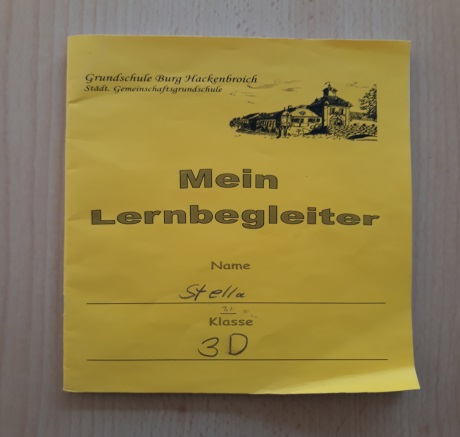 Grundschule Burg Hackenbroich
Städt. Gemeinschaftsgrundschule
Mein
Lernbegleiter
Name
Stella
Klasse
3D